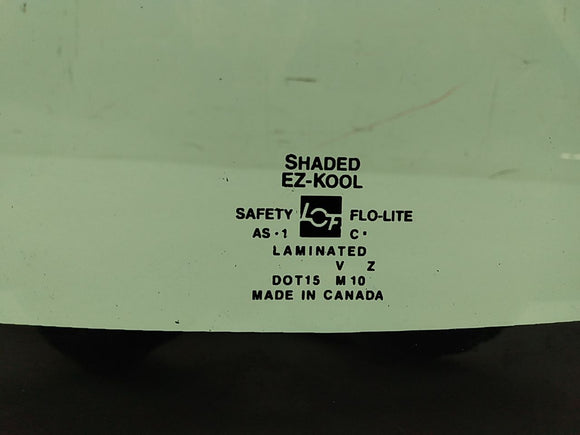 SHADED
EZ-KOOL
SAFETY LOF FLO-LITE
AS·1 C·
LAMINATED
V Z
DOT15 M10
MADE IN CANADA